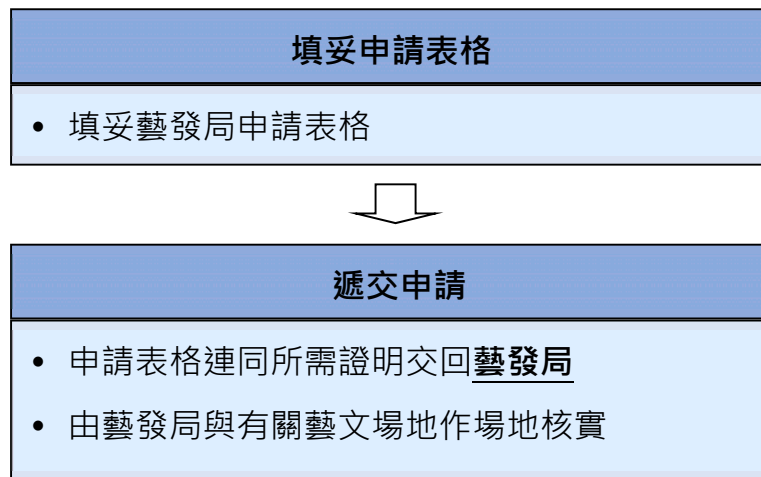 填妥申請表格
• 填妥藝發局申請表格
遞交申請
• 申請表格連同所需證明交回藝發局
• 由藝發局與有關藝文場地作場地核實